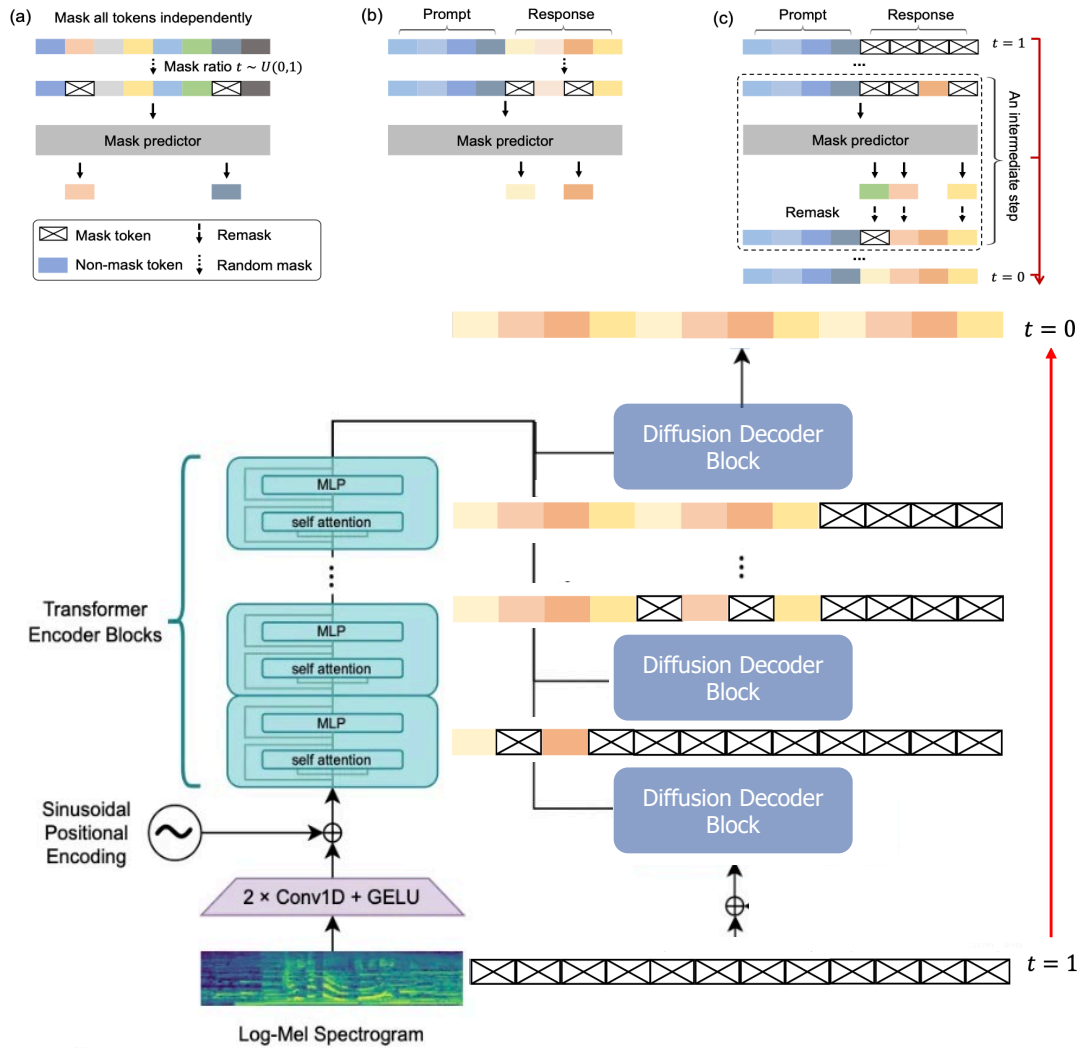 (a) Mask all tokens independently
Mask ratio t ~ U(0,1)
Mask predictor
Mask token
Remask
Non-mask token
Random mask
(b) Prompt Response
Mask predictor
(c) Prompt Response
t = 1
...
Mask predictor
An intermediate step
Remask
...
t = 0
t = 0
Diffusion Decoder
Block
MLP
self attention
...
Transformer
Encoder Blocks
MLP
self attention
MLP
self attention
...
Diffusion Decoder
Block
Diffusion Decoder
Block
Sinusoidal
Positional
Encoding
2 × Conv1D + GELU
t = 1
Log-Mel Spectrogram